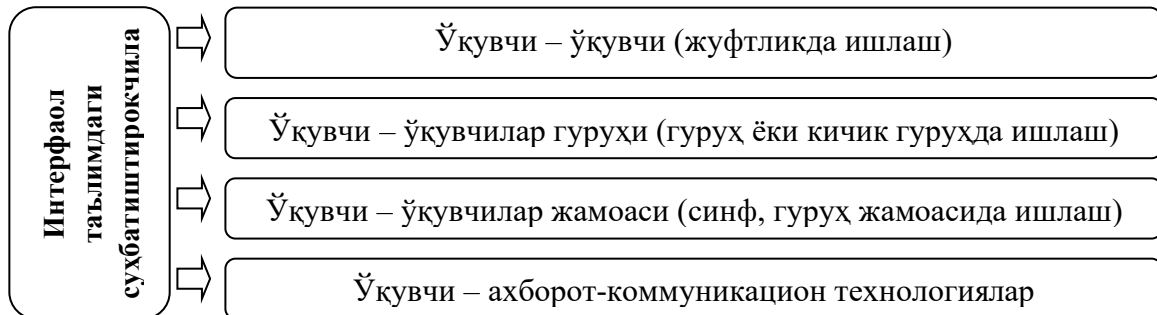 Интерфаол
таълимдаги
суҳбатиштирокчила
Ўқувчи – ўқувчи (жуфтликда ишлаш)
Ўқувчи – ўқувчилар гуруҳи (гуруҳ ёки кичик гуруҳда ишлаш)
Ўқувчи – ўқувчилар жамоаси (синф, гуруҳ жамоасида ишлаш)
Ўқувчи – ахборот-коммуникацион технологиялар